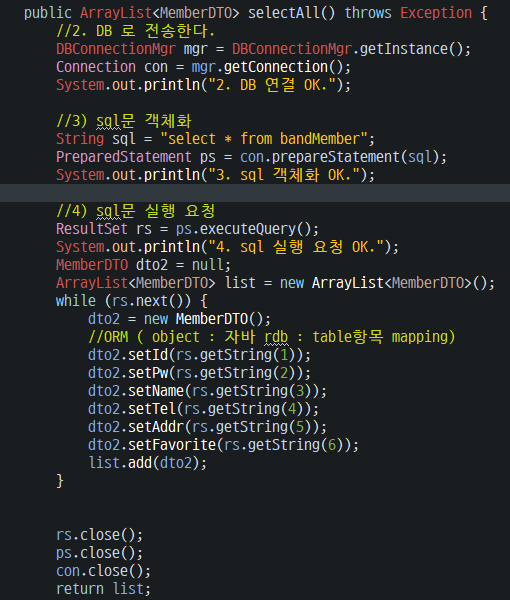 public ArrayList<MemberDTO> selectAll() throws Exception {
//2. DB 로 전송한다.
DBConnectionMgr mgr = DBConnectionMgr.getInstance();
Connection con = mgr.getConnection();
System.out.println("2. DB 연결 OK.");
//3) sql문 객체화
String sql = "select * from bandMember";
PreparedStatement ps = con.prepareStatement(sql);
System.out.println("3. sql 객체화 OK.");
//4) sql문 실행 요청
ResultSet rs = ps.executeQuery();
System.out.println("4. sql 실행 요청 OK.");
MemberDTO dto2 = null;
ArrayList<MemberDTO> list = new ArrayList<MemberDTO>();
while (rs.next()) {
dto2 = new MemberDTO();
//ORM ( object : 자바 rdb : table항목 mapping)
dto2.setId(rs.getString(1));
dto2.setPw(rs.getString(2));
dto2.setName(rs.getString(3));
dto2.setTel(rs.getString(4));
dto2.setAddr(rs.getString(5));
dto2.setFavorite(rs.getString(6));
list.add(dto2);
}
rs.close();
ps.close();
con.close();
return list;